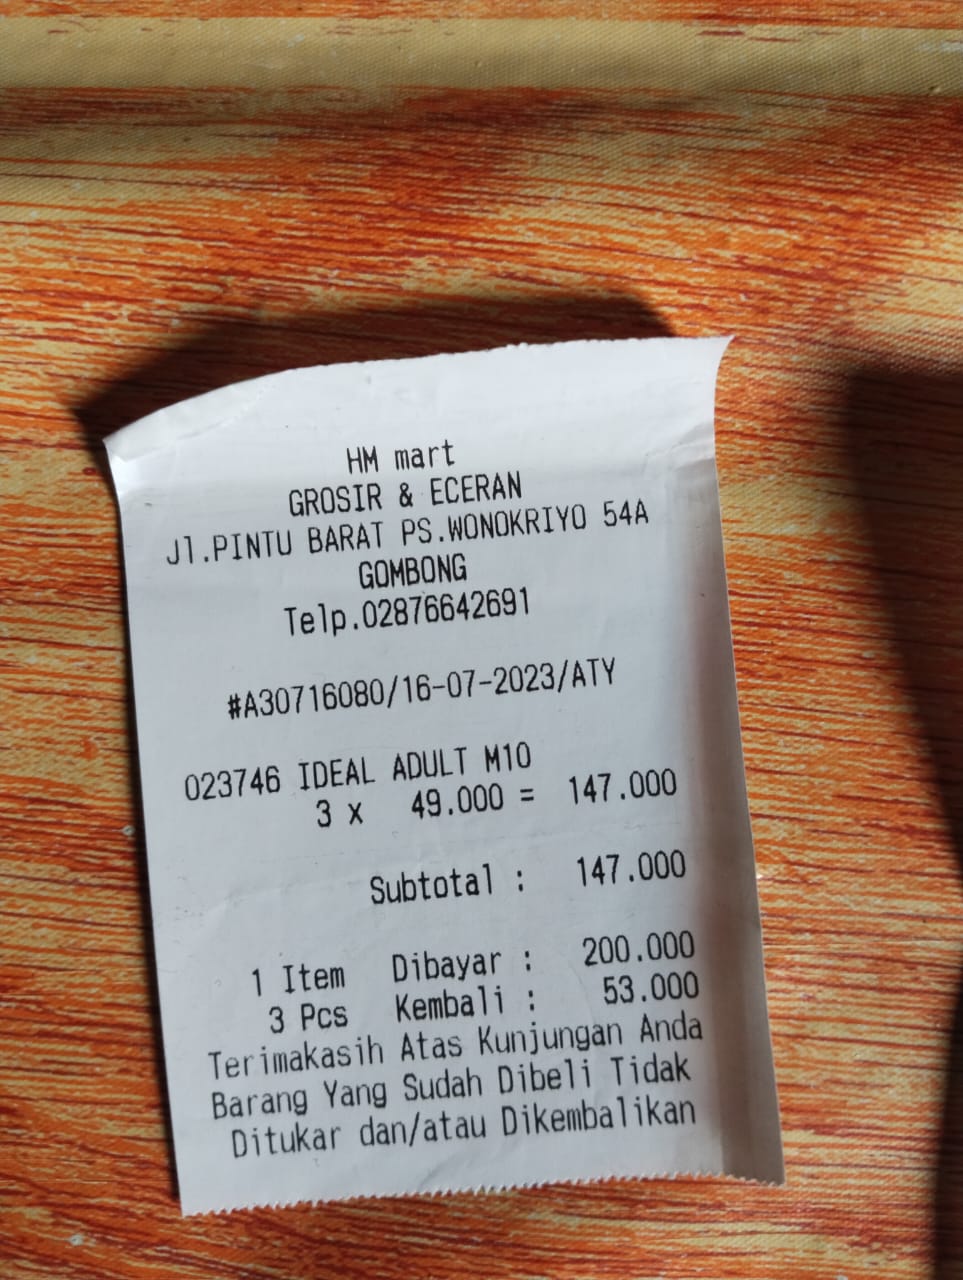 HM mart
GROSIR & ECERAN
Jl.PINTU BARAT PS.WONOKRIYO 54A
GOMBONG
Telp.02876642691
#A30716080/16-07-2023/ATY
023746 IDEAL ADULT M10
3 x 49.000 = 147.000
Subtotal : 147.000
1 Item Dibayar : 200.000
3 Pcs Kembali : 53.000
Terimakasih Atas Kunjungan Anda
Barang Yang Sudah Dibeli Tidak
Ditukar dan/atau Dikembalikan